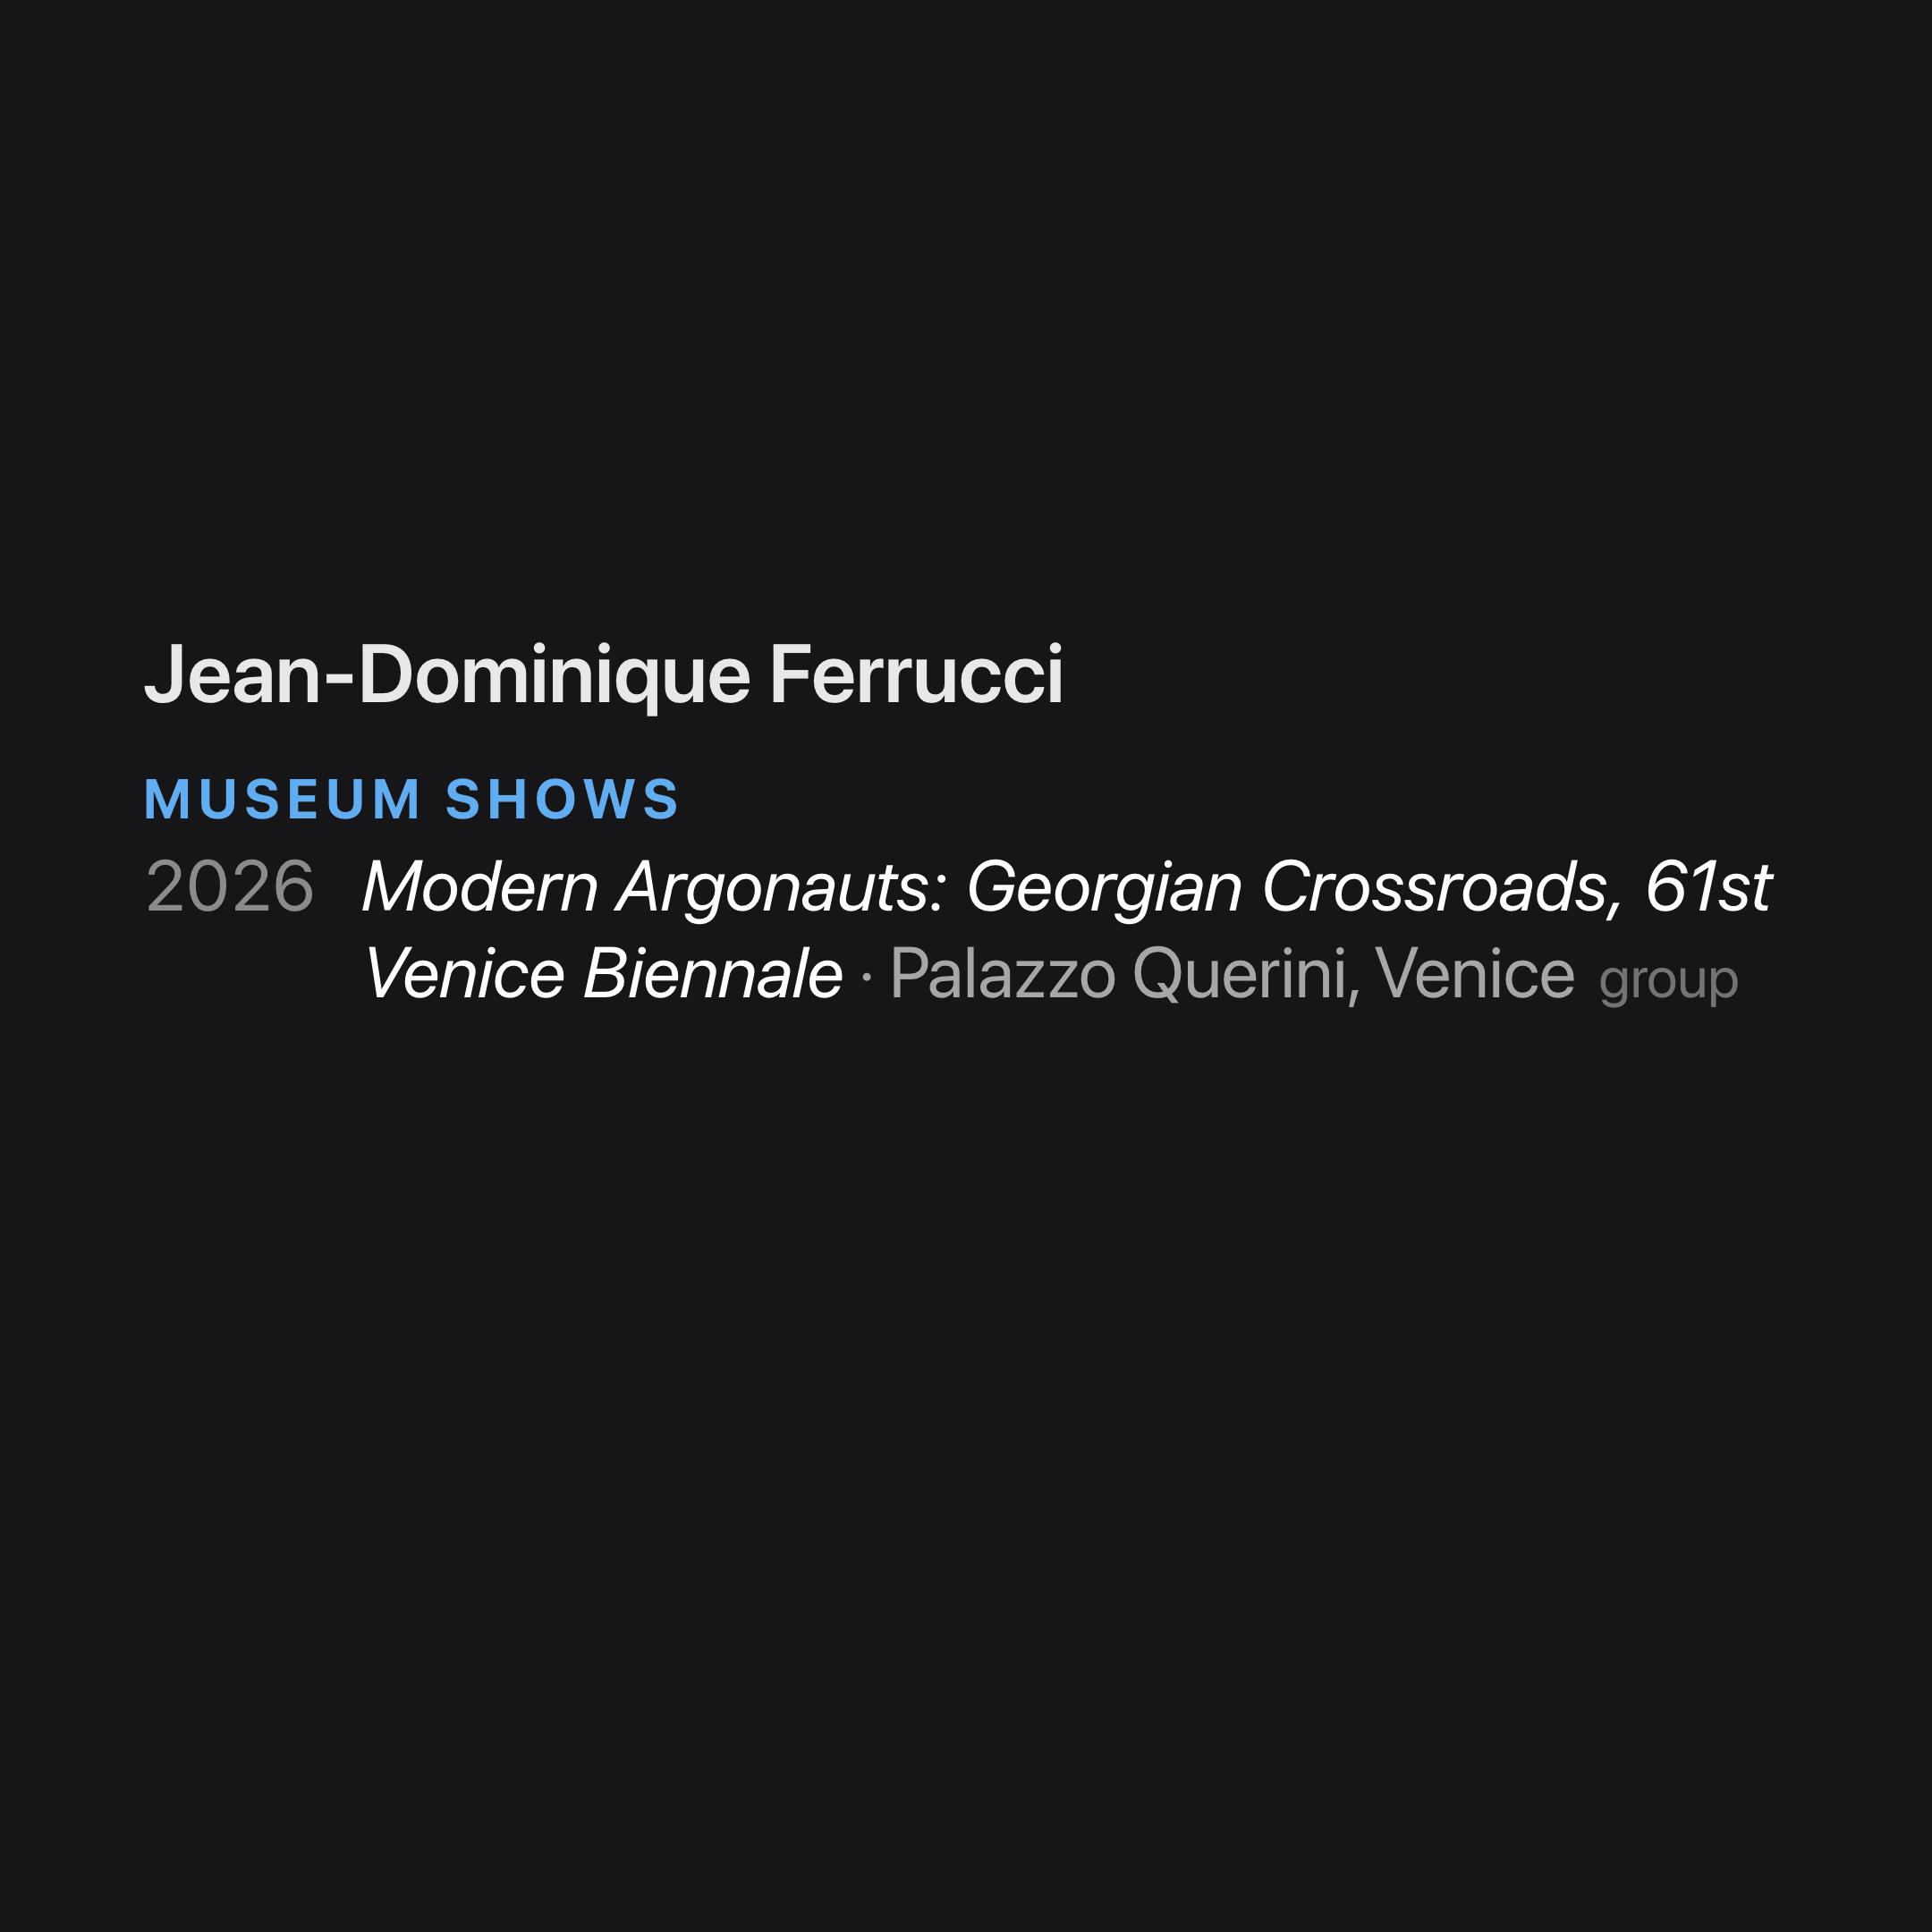 Jean-Dominique Ferrucci
MUSEUM SHOWS
2026 Modern Argonauts: Georgian Crossroads, 61st
Venice Biennale · Palazzo Querini, Venice group